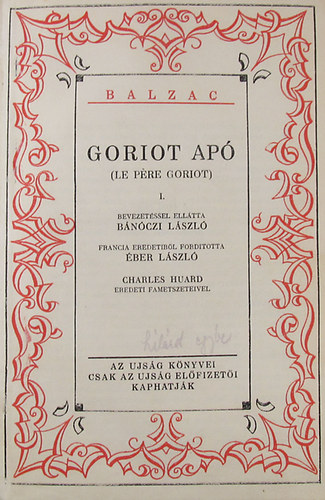 BALZAC
GORIOT APÓ
(LE PÈRE GORIOT)
I.
BEVEZETÉSSEL ELLÁTTA
BÁNÓCZI LÁSZLÓ
FRANCIA EREDETIBŐL FORDITOTTA
ÉBER LÁSZLÓ
CHARLES HUARD
EREDETI FAMETSZETEIVEL
AZ UJSÁG KÖNYVEI
CSAK AZ UJSÁG ELŐFIZETŐI
KAPHATJÁK